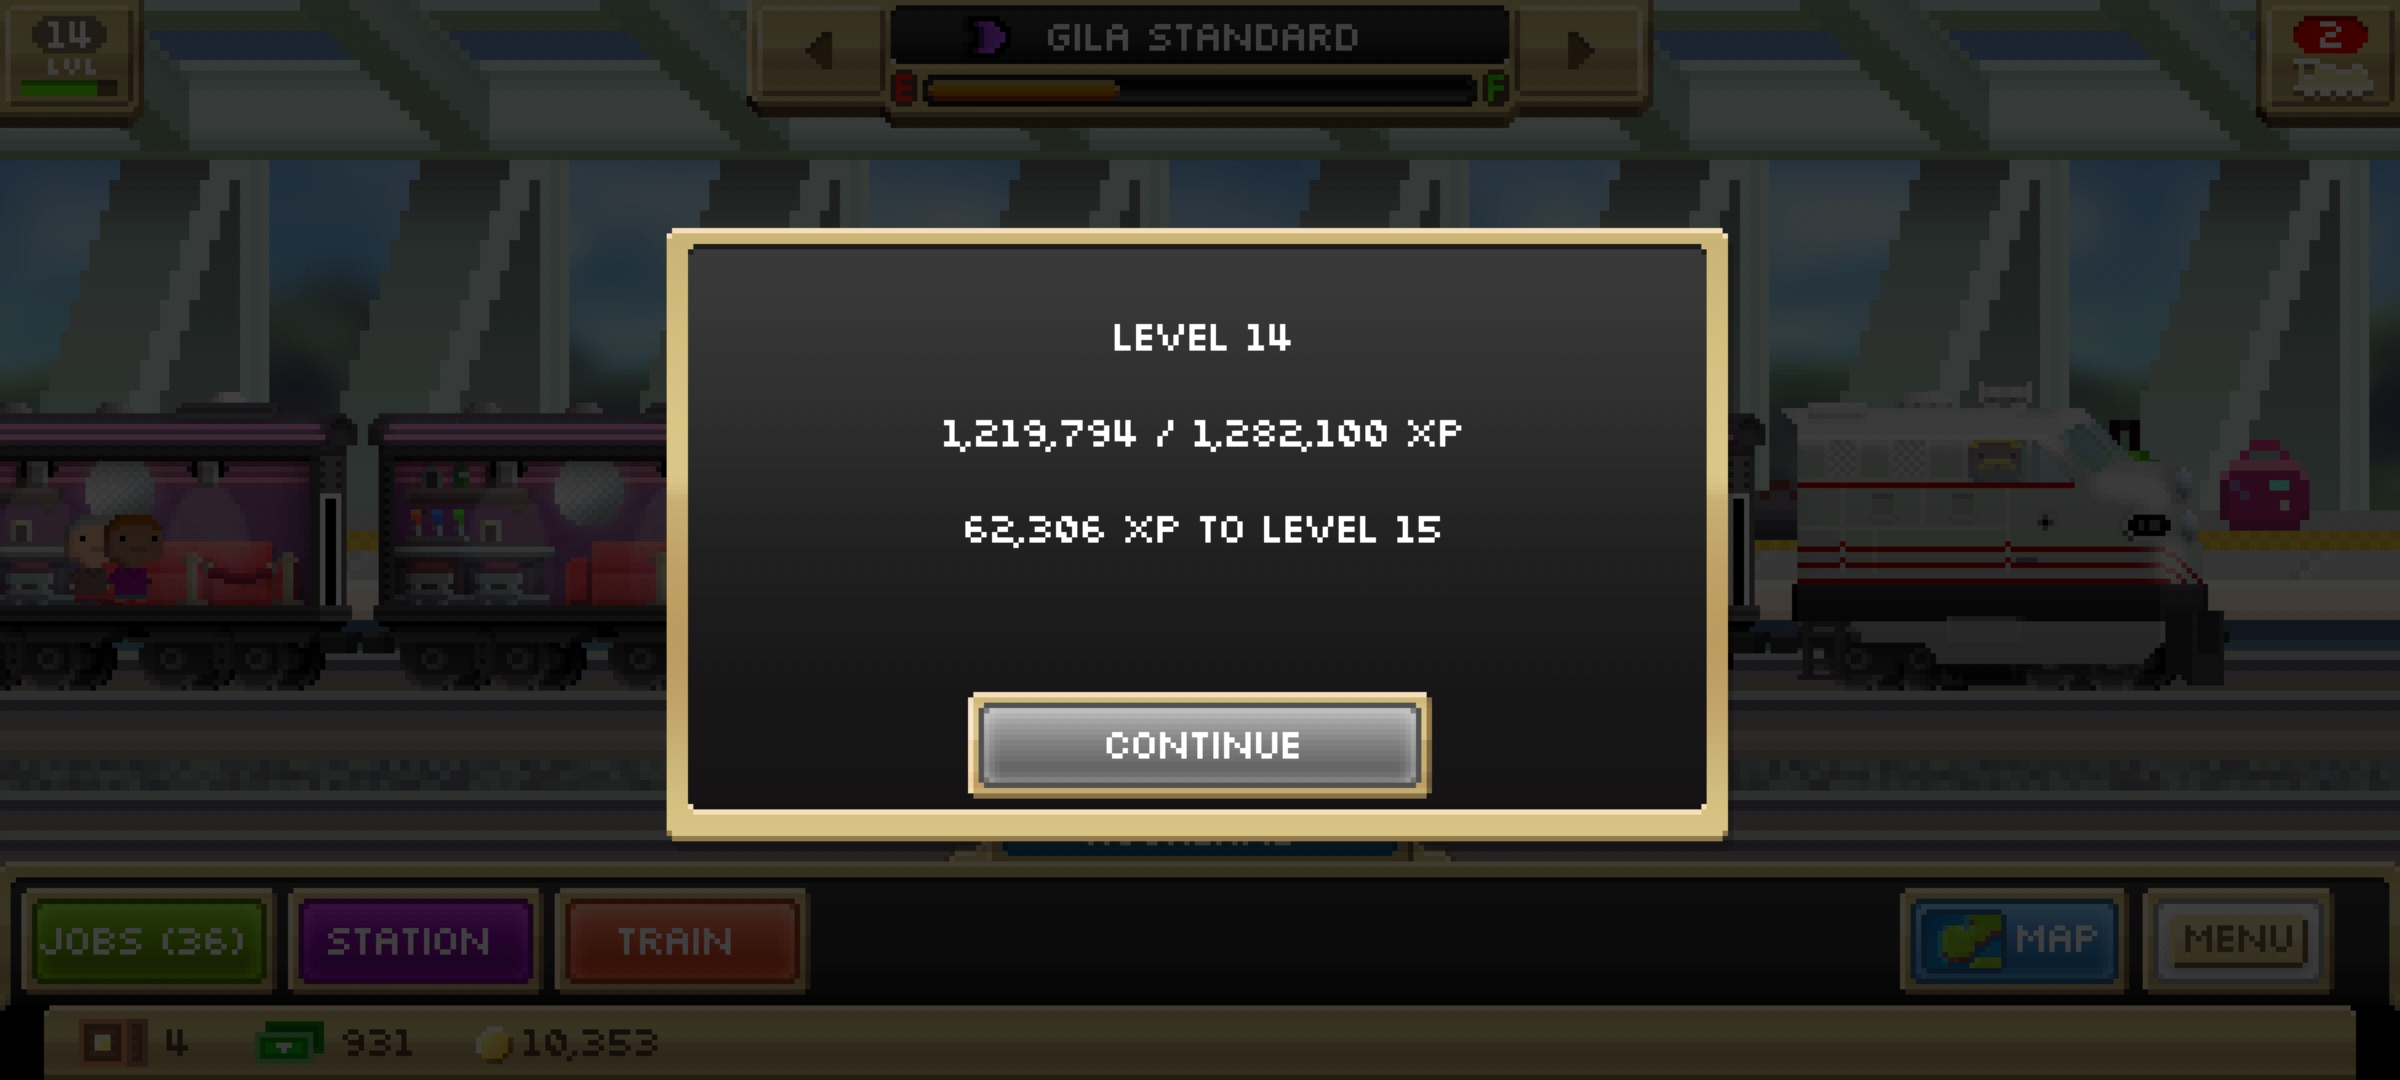 14
LVL
GILA STANDARD
E
F
2
LEVEL 14
1,219,794 / 1,282,100 XP
62,306 XP TO LEVEL 15
CONTINUE
JOBS (36)
STATION
TRAIN
MAP
MENU
4
931
10,353